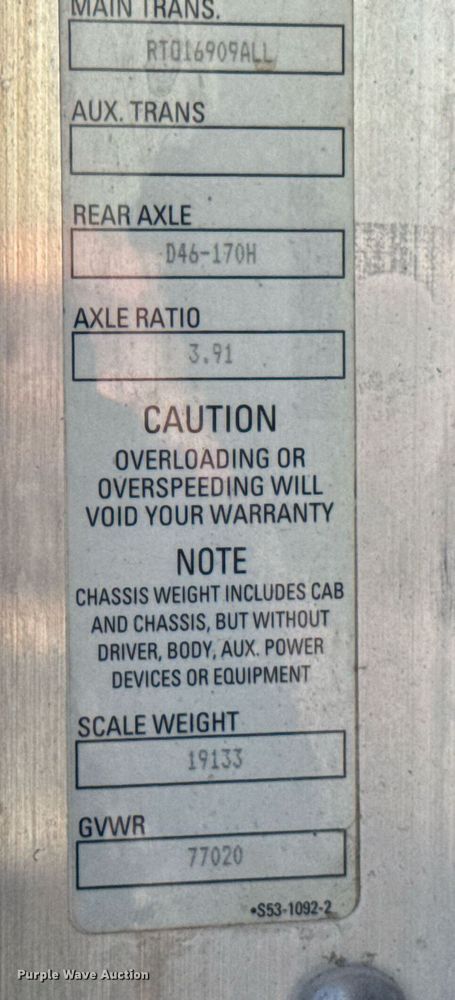 MAIN TRANS.
RTO16909ALL
AUX. TRANS
REAR AXLE
D46-170H
AXLE RATIO
3.91
CAUTION
OVERLOADING OR
OVERSPEEDING WILL
VOID YOUR WARRANTY
NOTE
CHASSIS WEIGHT INCLUDES CAB
AND CHASSIS, BUT WITHOUT
DRIVER, BODY, AUX. POWER
DEVICES OR EQUIPMENT
SCALE WEIGHT
19133
GVWR
77020
•S53-1092-2
Purple Wave Auction